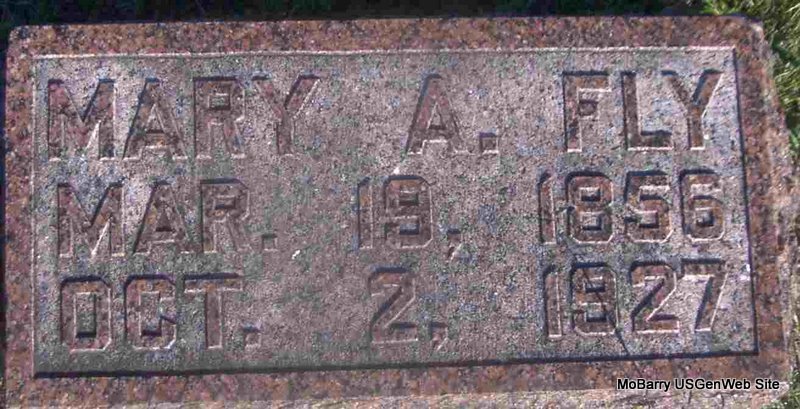 MARY A. FLY
MAR. 19, 1856
OCT. 2, 1927
MoBarry USGenWeb Site